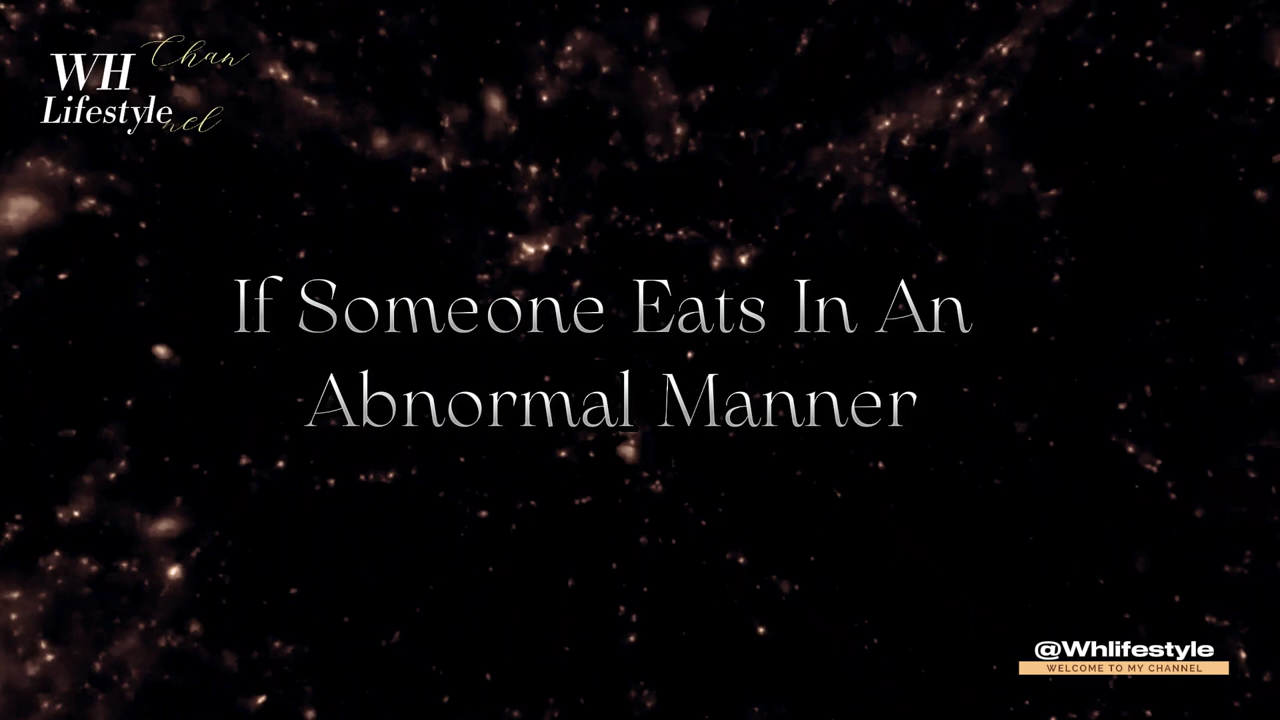 WH Chan
Lifestyle nel
If Someone Eats In An
Abnormal Manner
@Whlifestyle
WELCOME TO MY CHANNEL